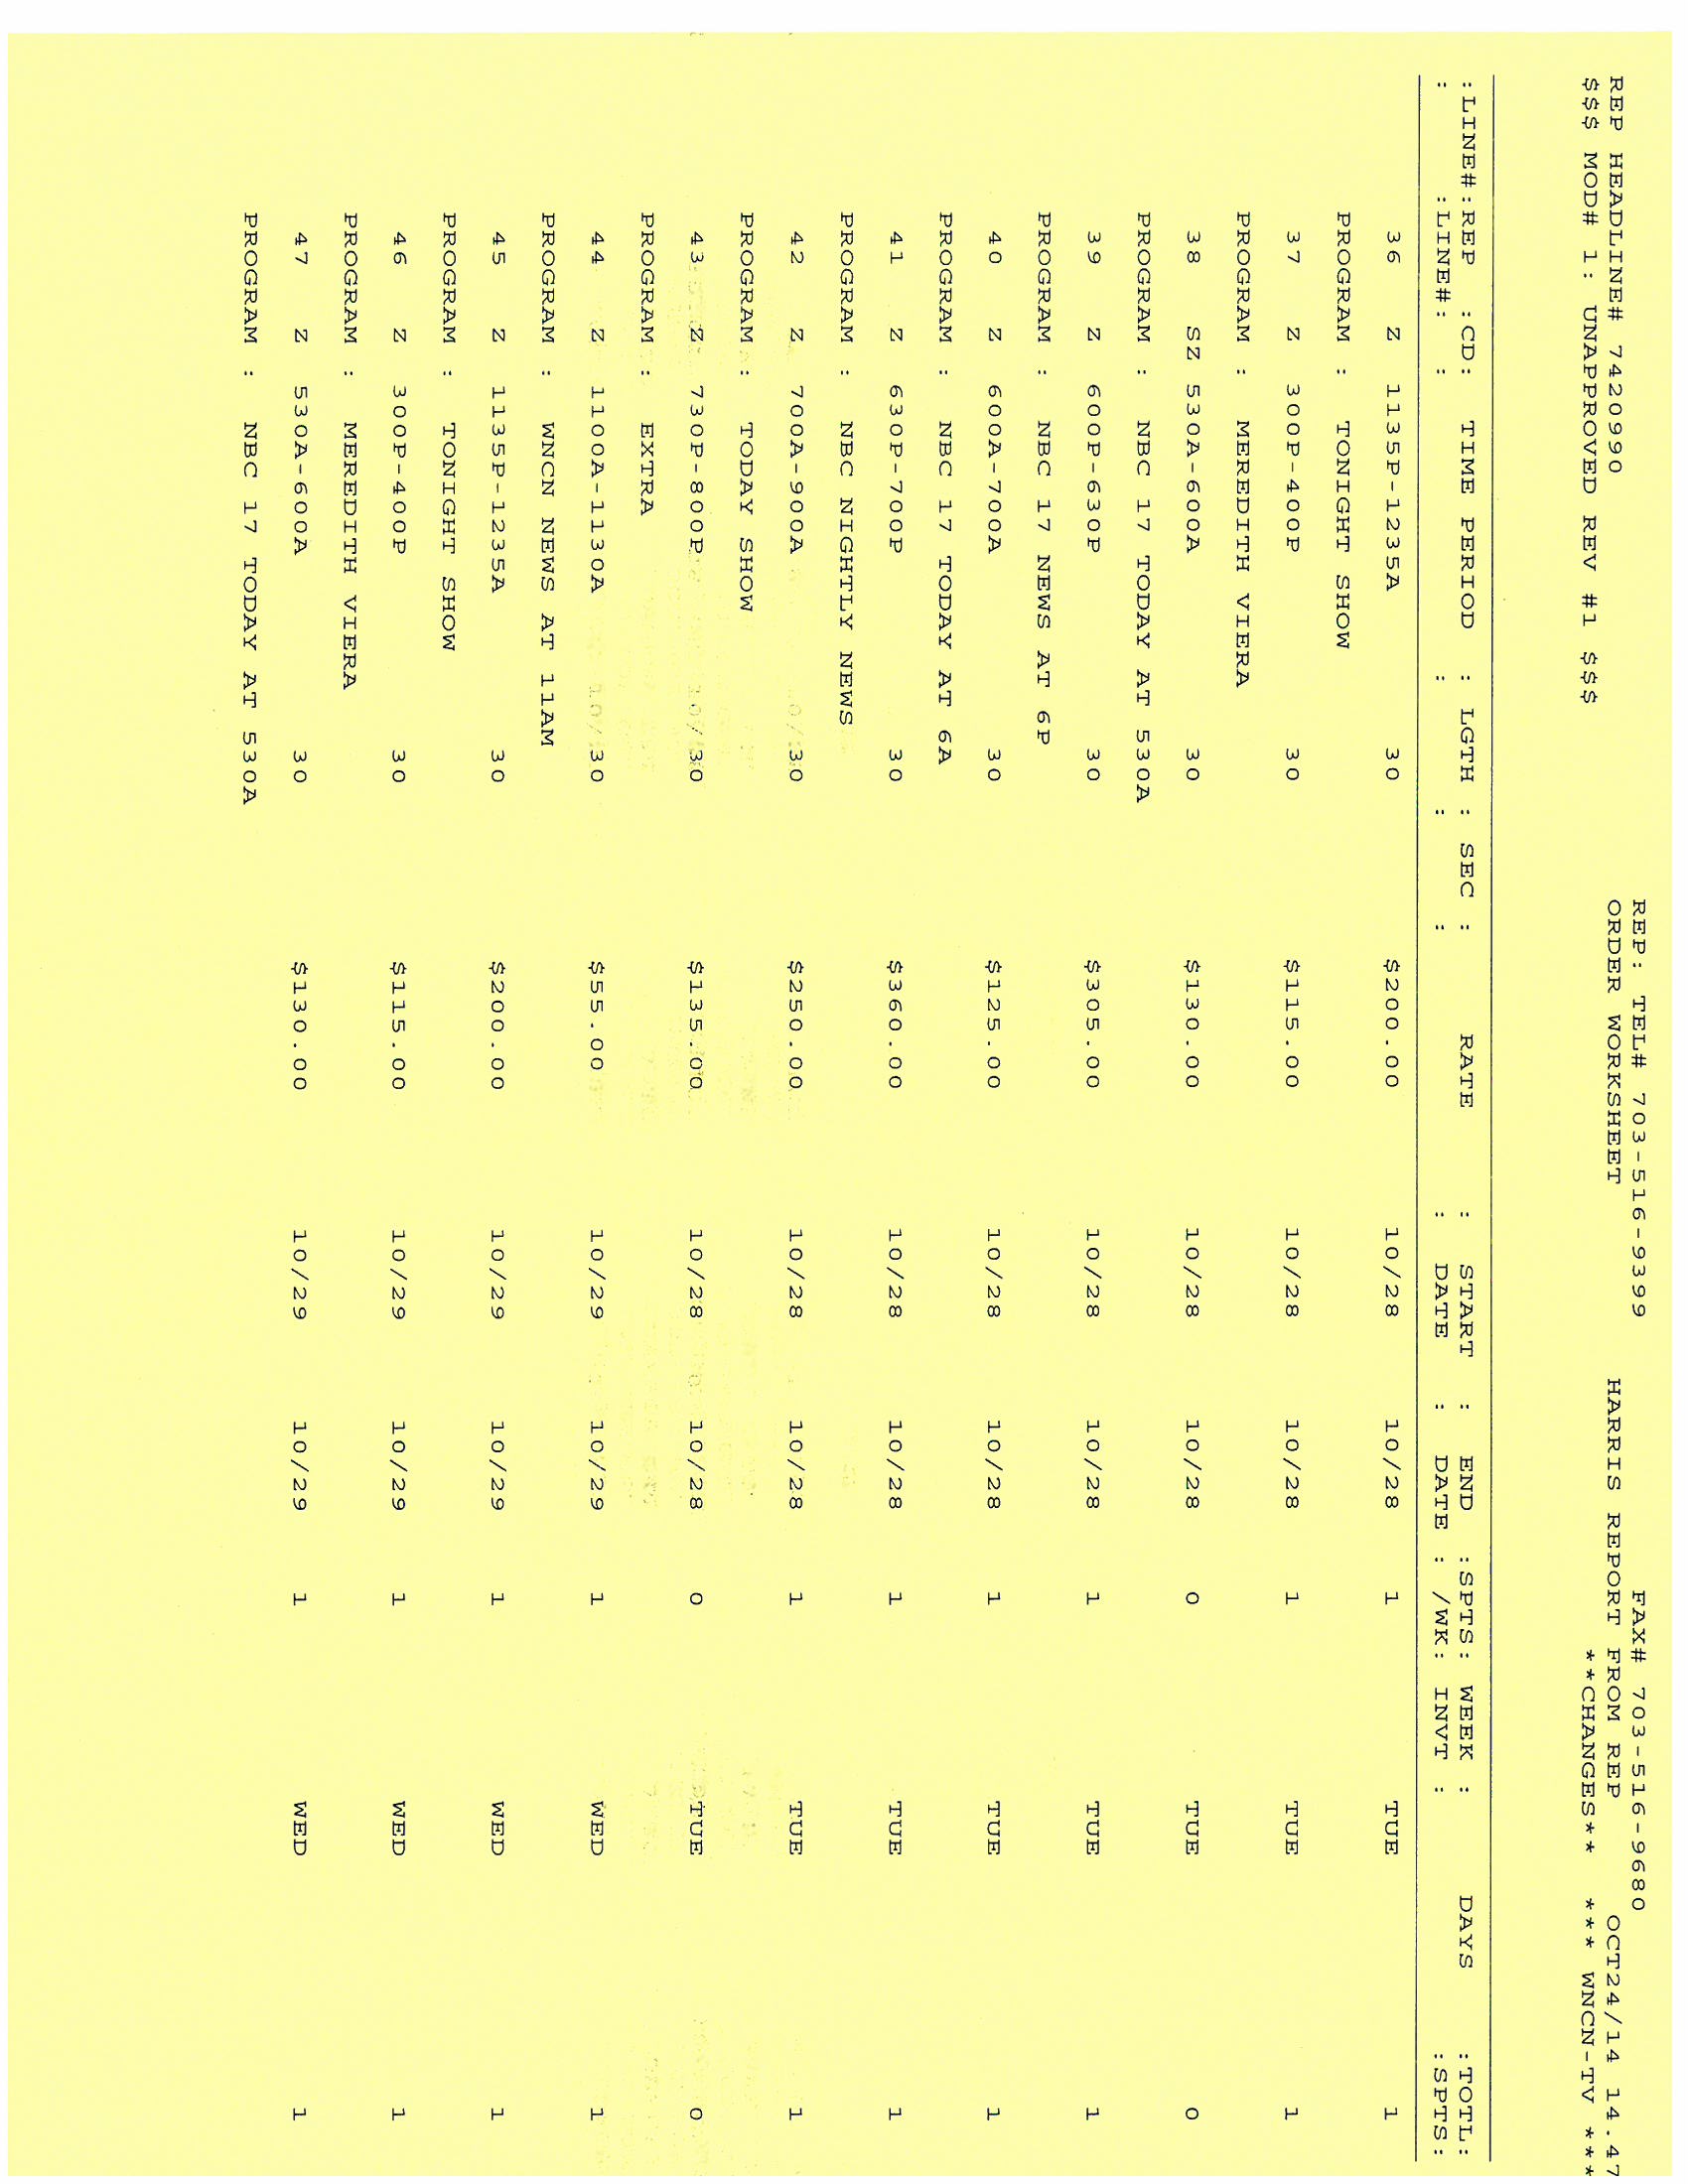 REP: TEL# 703-516-9399 FAX# 703-516-9680
REP HEADLINE# 7420990 ORDER WORKSHEET HARRIS REPORT FROM REP OCT24/14 14.47
$$$ MOD# 1: UNAPPROVED REV #1 $$$ **CHANGES** *** WNCN-TV ***
:LINE#:REP :CD: TIME PERIOD : LGTH : SEC : RATE : START : END :SPTS: WEEK : DAYS :TOTL:
: :LINE#: : : : : : DATE : DATE : /WK: INVT : :SPTS:
36 Z 1135P-1235A 30 $200.00 10/28 10/28 1 TUE 1
PROGRAM : TONIGHT SHOW
37 Z 300P-400P 30 $115.00 10/28 10/28 1 TUE 1
PROGRAM : MEREDITH VIERA
38 SZ 530A-600A 30 $130.00 10/28 10/28 0 TUE 0
PROGRAM : NBC 17 TODAY AT 530A
39 Z 600P-630P 30 $305.00 10/28 10/28 1 TUE 1
PROGRAM : NBC 17 NEWS AT 6P
40 Z 600A-700A 30 $125.00 10/28 10/28 1 TUE 1
PROGRAM : NBC 17 TODAY AT 6A
41 Z 630P-700P 30 $360.00 10/28 10/28 1 TUE 1
PROGRAM : NBC NIGHTLY NEWS
42 Z 700A-900A 30 $250.00 10/28 10/28 1 TUE 1
PROGRAM : TODAY SHOW
43 Z 730P-800P 30 $135.00 10/28 10/28 0 TUE 0
PROGRAM : EXTRA
44 Z 1100A-1130A 30 $55.00 10/29 10/29 1 WED 1
PROGRAM : WNCN NEWS AT 11AM
45 Z 1135P-1235A 30 $200.00 10/29 10/29 1 WED 1
PROGRAM : TONIGHT SHOW
46 Z 300P-400P 30 $115.00 10/29 10/29 1 WED 1
PROGRAM : MEREDITH VIERA
47 Z 530A-600A 30 $130.00 10/29 10/29 1 WED 1
PROGRAM : NBC 17 TODAY AT 530A